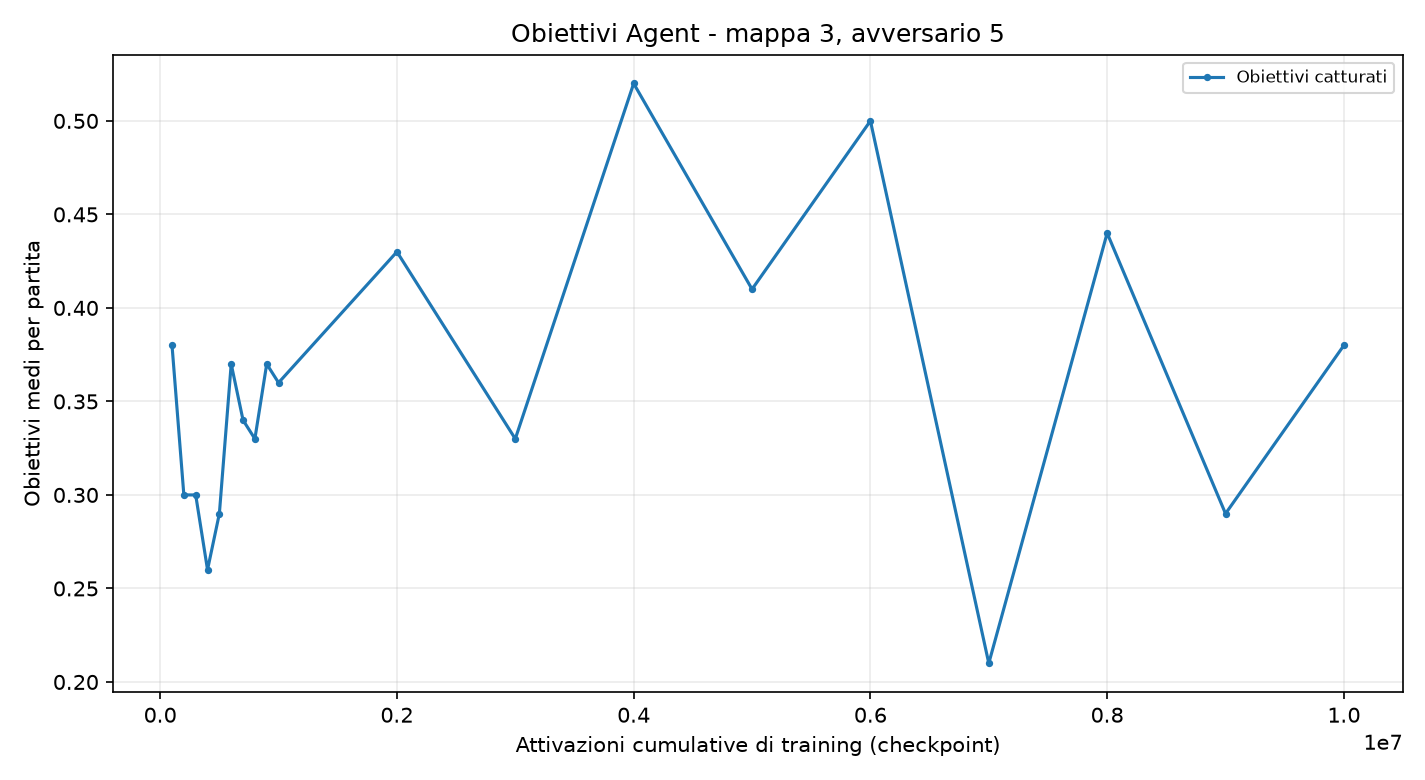 Obiettivi Agent - mappa 3, avversario 5
Obiettivi catturati
Obiettivi medi per partita
0.50
0.45
0.40
0.35
0.30
0.25
0.20
0.0 0.2 0.4 0.6 0.8 1.0
1e7
Attivazioni cumulative di training (checkpoint)